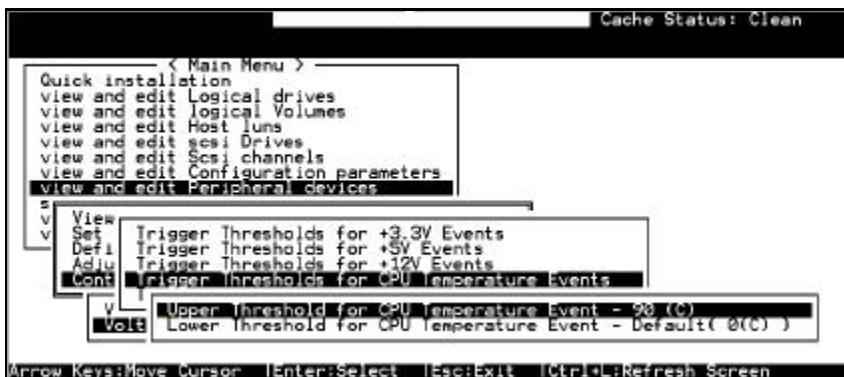 Cache Status: Clean
< Main Menu >
Quick installation
view and edit Logical drives
view and edit logical Volumes
view and edit Host luns
view and edit scsi Drives
view and edit Scsi channels
view and edit Configuration parameters
view and edit Peripheral devices
s
v View
v Set Trigger Thresholds for +3.3V Events
Defi Trigger Thresholds for +5V Events
Adju Trigger Thresholds for +12V Events
Cont Trigger Thresholds for CPU Temperature Events
T
V Upper Threshold for CPU Temperature Event - 90 (C)
Volt Lower Threshold for CPU Temperature Event - Default( 0(C) )
Arrow Keys:Move Cursor |Enter:Select |Esc:Exit |Ctrl+L:Refresh Screen